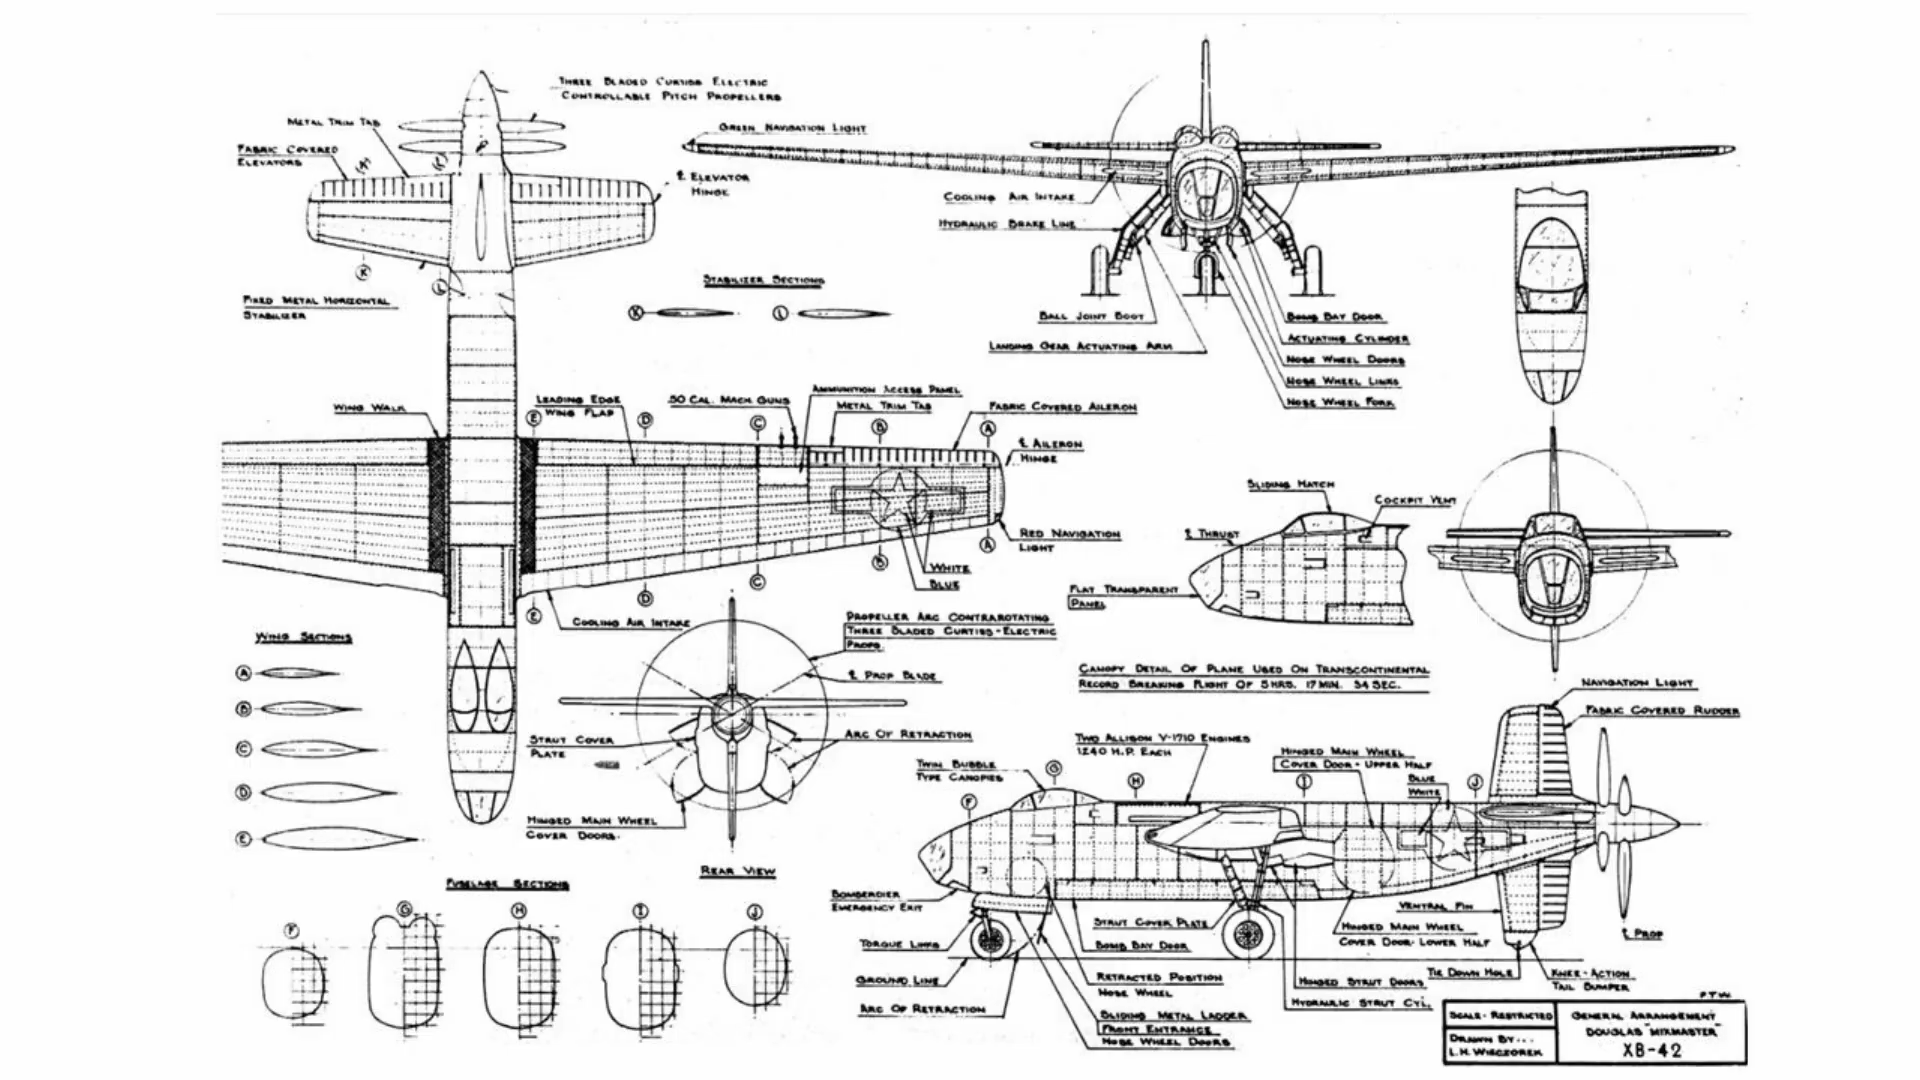 THREE BLADED CURTISS ELECTRIC
CONTROLLABLE PITCH PROPELLERS
METAL TRIM TAB
FABRIC COVERED
ELEVATORS
℄ ELEVATOR
HINGE
K
L
FIXED METAL HORIZONTAL
STABILIZER
STABILIZER SECTIONS
K
L
GREEN NAVIGATION LIGHT
COOLING AIR INTAKE
HYDRAULIC BRAKE LINE
BALL JOINT BOOT
LANDING GEAR ACTUATING ARM
BOMB BAY DOOR
ACTUATING CYLINDER
NOSE WHEEL DOORS
NOSE WHEEL LINKS
NOSE WHEEL FORK
WING WALK
LEADING EDGE
WING FLAP
.50 CAL. MACH. GUNS
AMMUNITION ACCESS PANEL
METAL TRIM TAB
FABRIC COVERED AILERON
℄ AILERON
HINGE
E
D
C
B
A
RED NAVIGATION
LIGHT
WHITE
BLUE
A
B
C
D
E
COOLING AIR INTAKE
SLIDING HATCH
COCKPIT VENT
℄ THRUST
FLAT TRANSPARENT
PANEL
CANOPY DETAIL OF PLANE USED ON TRANSCONTINENTAL
RECORD BREAKING FLIGHT OF 5 HRS. 17 MIN. 34 SEC.
WING SECTIONS
A
B
C
D
E
PROPELLER ARC CONTRAROTATING
THREE BLADED CURTISS-ELECTRIC
PROPS.
℄ PROP BLADE
STRUT COVER
PLATE
ARC OF RETRACTION
HINGED MAIN WHEEL
COVER DOORS.
REAR VIEW
FUSELAGE SECTIONS
F
G
H
I
J
NAVIGATION LIGHT
FABRIC COVERED RUDDER
TWO ALLISON V-1710 ENGINES
1240 H.P. EACH
HINGED MAIN WHEEL
COVER DOOR - UPPER HALF
TWIN BUBBLE
TYPE CANOPIES
BLUE
WHITE
F
G
H
I
J
BOMBERDIER
EMERGENCY EXIT
TORQUE LINKS
GROUND LINE
ARC OF RETRACTION
STRUT COVER PLATE
BOMB BAY DOOR
RETRACTED POSITION
NOSE WHEEL
SLIDING METAL LADDER
FRONT ENTRANCE
NOSE WHEEL DOORS
VENTRAL FIN
HINGED MAIN WHEEL
COVER DOOR - LOWER HALF
HINGED STRUT DOORS
HYDRAULIC STRUT CYL.
TIE DOWN HOLE
KNEE-ACTION
TAIL BUMPER
℄ PROP
P.T.W.
SCALE - RESTRICTED
DRAWN BY...
L.H. WIECZOREK
GENERAL ARRANGEMENT
DOUGLAS "MIXMASTER"
XB-42